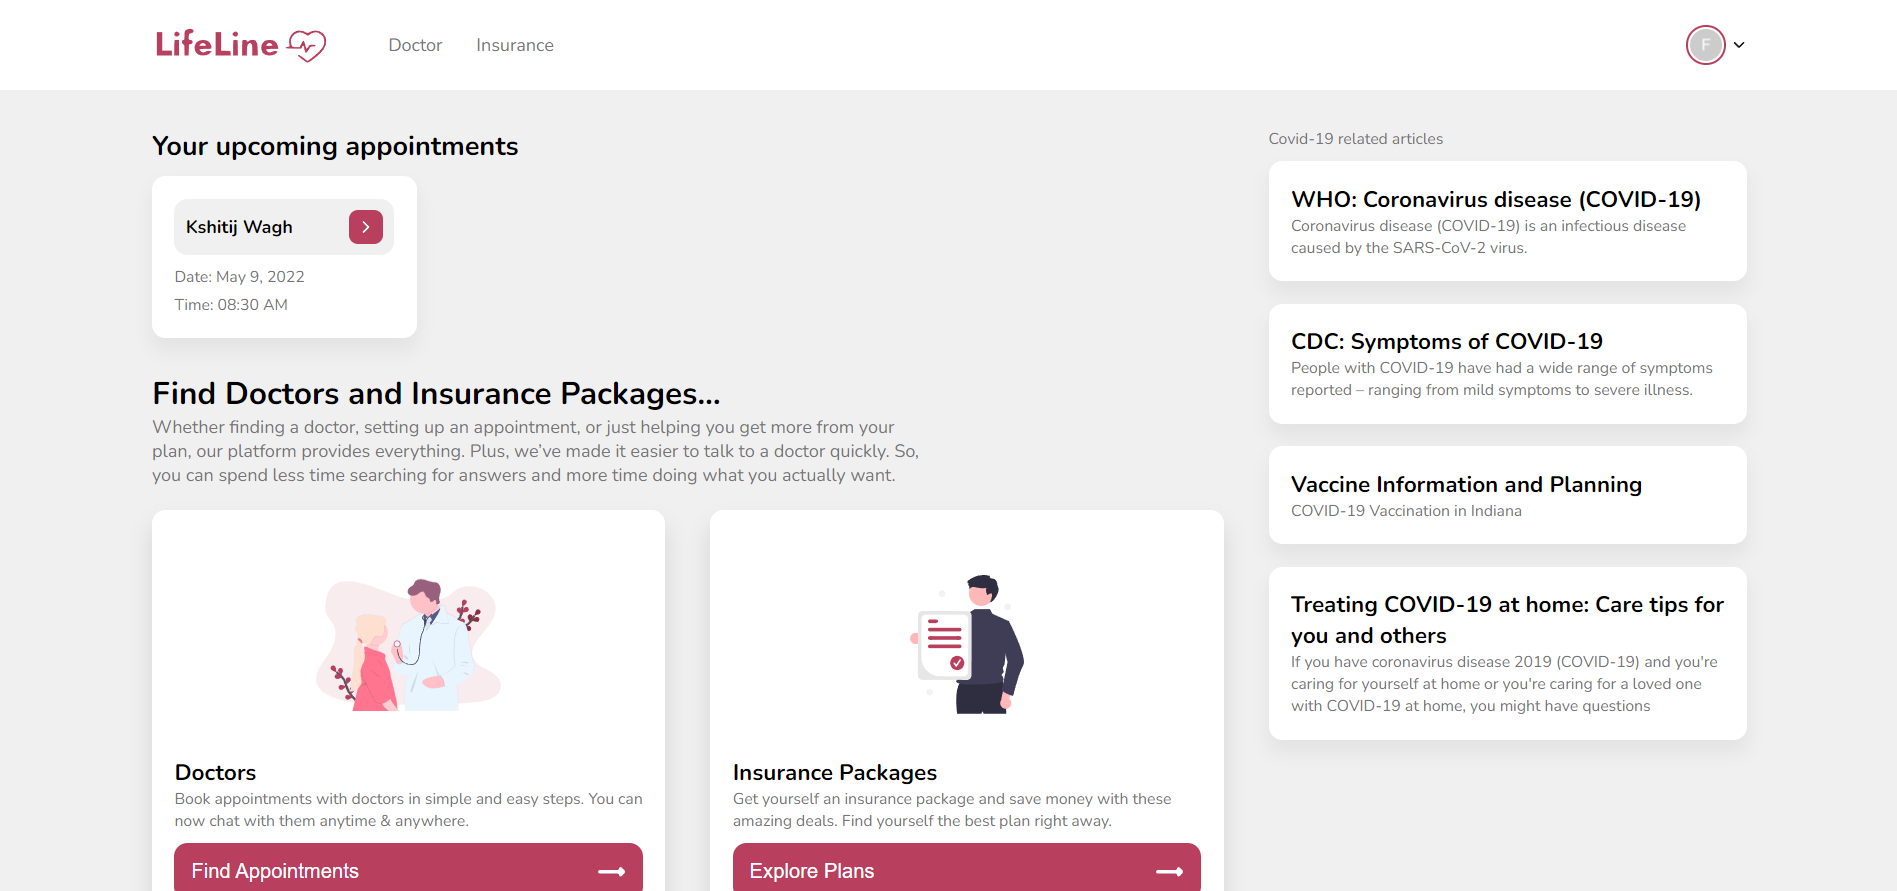 LifeLine
Doctor
Insurance
F
Your upcoming appointments
Kshitij Wagh
Date: May 9, 2022
Time: 08:30 AM
Find Doctors and Insurance Packages...
Whether finding a doctor, setting up an appointment, or just helping you get more from your
plan, our platform provides everything. Plus, we’ve made it easier to talk to a doctor quickly. So,
you can spend less time searching for answers and more time doing what you actually want.
Doctors
Book appointments with doctors in simple and easy steps. You can
now chat with them anytime & anywhere.
Find Appointments
Insurance Packages
Get yourself an insurance package and save money with these
amazing deals. Find yourself the best plan right away.
Explore Plans
Covid-19 related articles
WHO: Coronavirus disease (COVID-19)
Coronavirus disease (COVID-19) is an infectious disease
caused by the SARS-CoV-2 virus.
CDC: Symptoms of COVID-19
People with COVID-19 have had a wide range of symptoms
reported – ranging from mild symptoms to severe illness.
Vaccine Information and Planning
COVID-19 Vaccination in Indiana
Treating COVID-19 at home: Care tips for
you and others
If you have coronavirus disease 2019 (COVID-19) and you're
caring for yourself at home or you're caring for a loved one
with COVID-19 at home, you might have questions